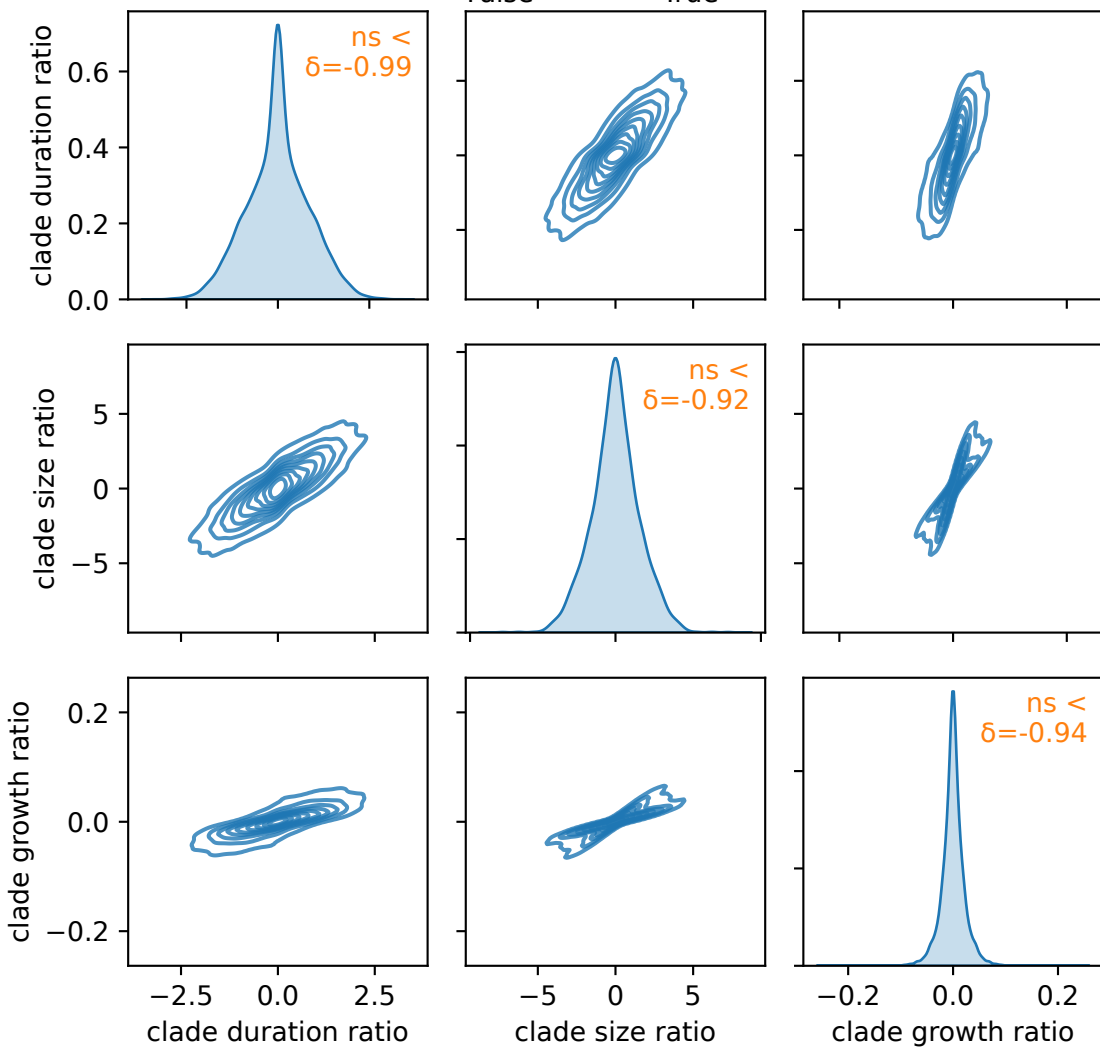 clade duration ratio
0.6
0.4
0.2
0.0
ns <
δ=-0.99
clade size ratio
5
0
−5
ns <
δ=-0.92
clade growth ratio
0.2
0.0
−0.2
ns <
δ=-0.94
−2.5 0.0 2.5
−5 0 5
−0.2 0.0 0.2
clade duration ratio
clade size ratio
clade growth ratio